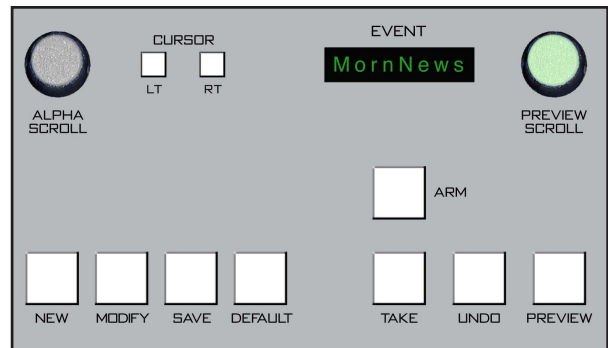 CURSOR
EVENT
MornNews
LT
RT
ALPHA
SCROLL
PREVIEW
SCROLL
ARM
NEW
MODIFY
SAVE
DEFAULT
TAKE
UNDO
PREVIEW